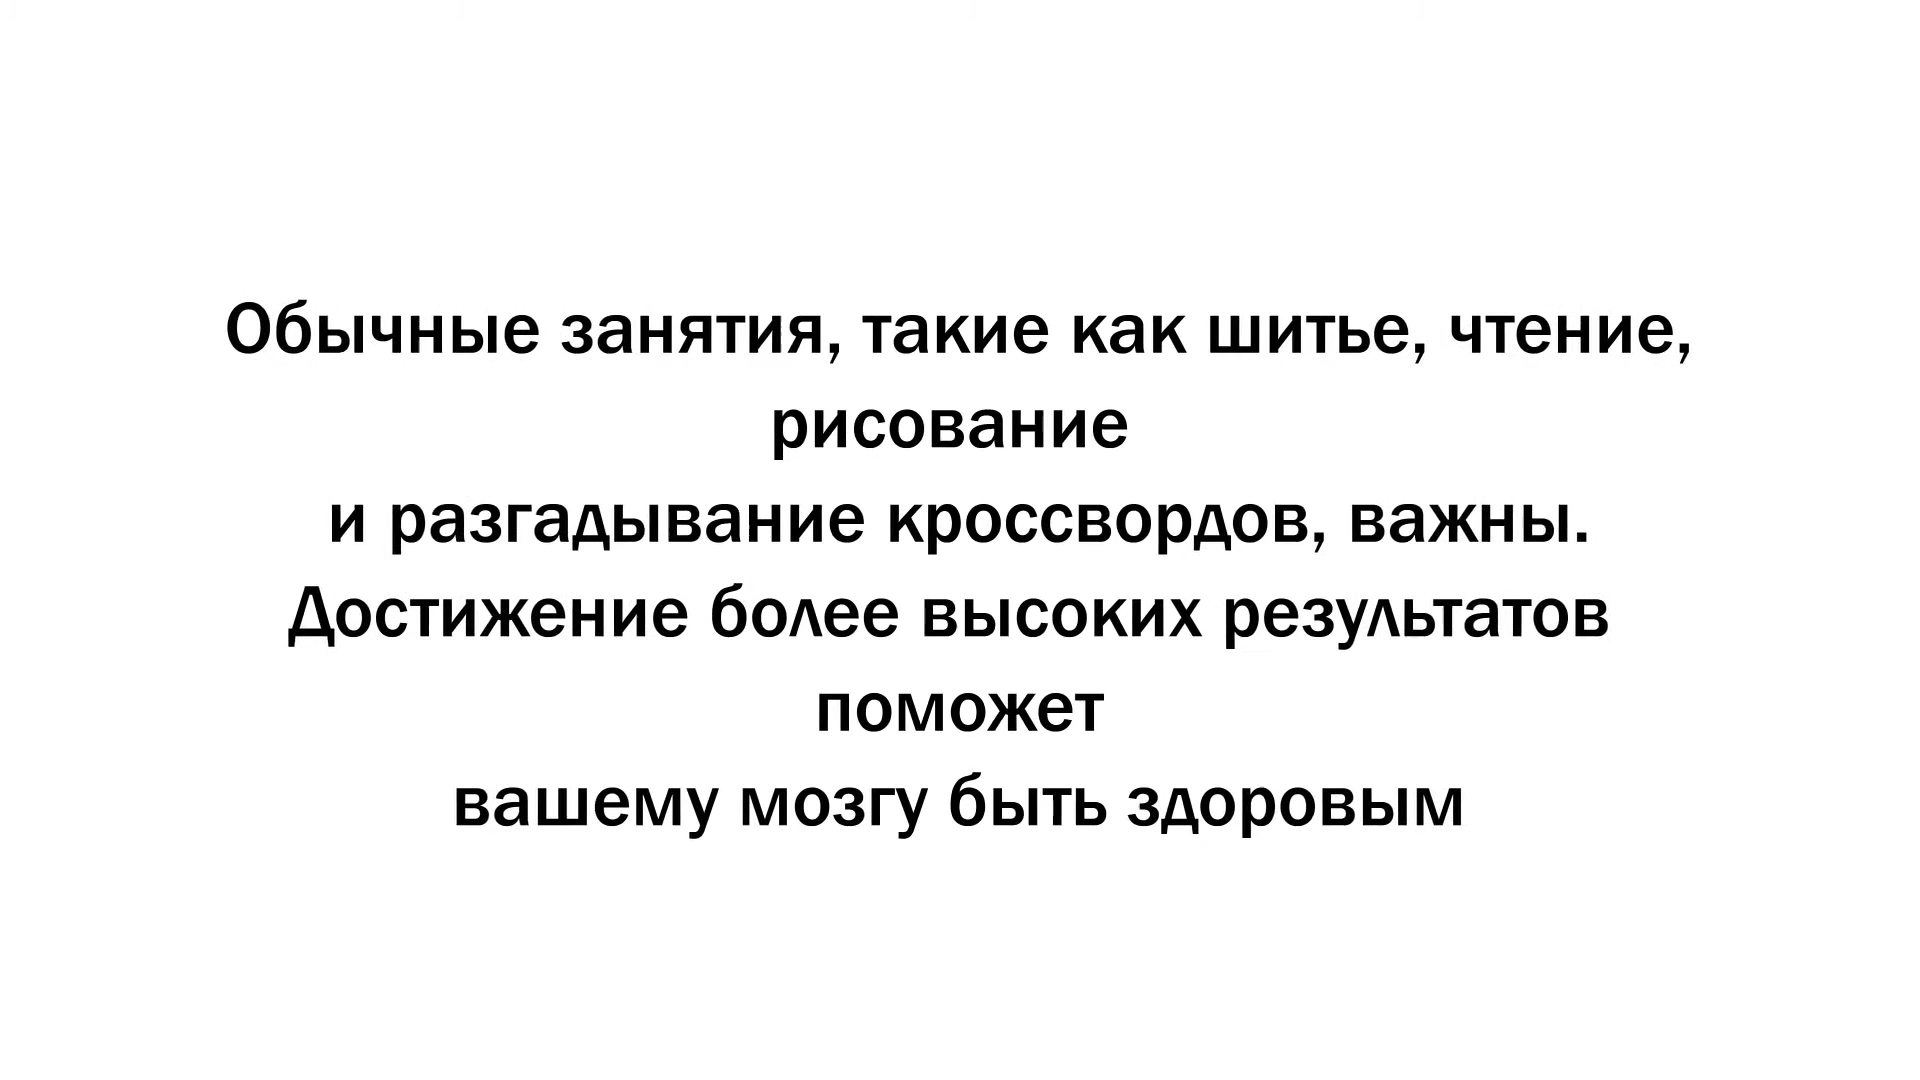 Обычные занятия, такие как шитье, чтение,
рисование
и разгадывание кроссвордов, важны.
Достижение более высоких результатов
поможет
вашему мозгу быть здоровым